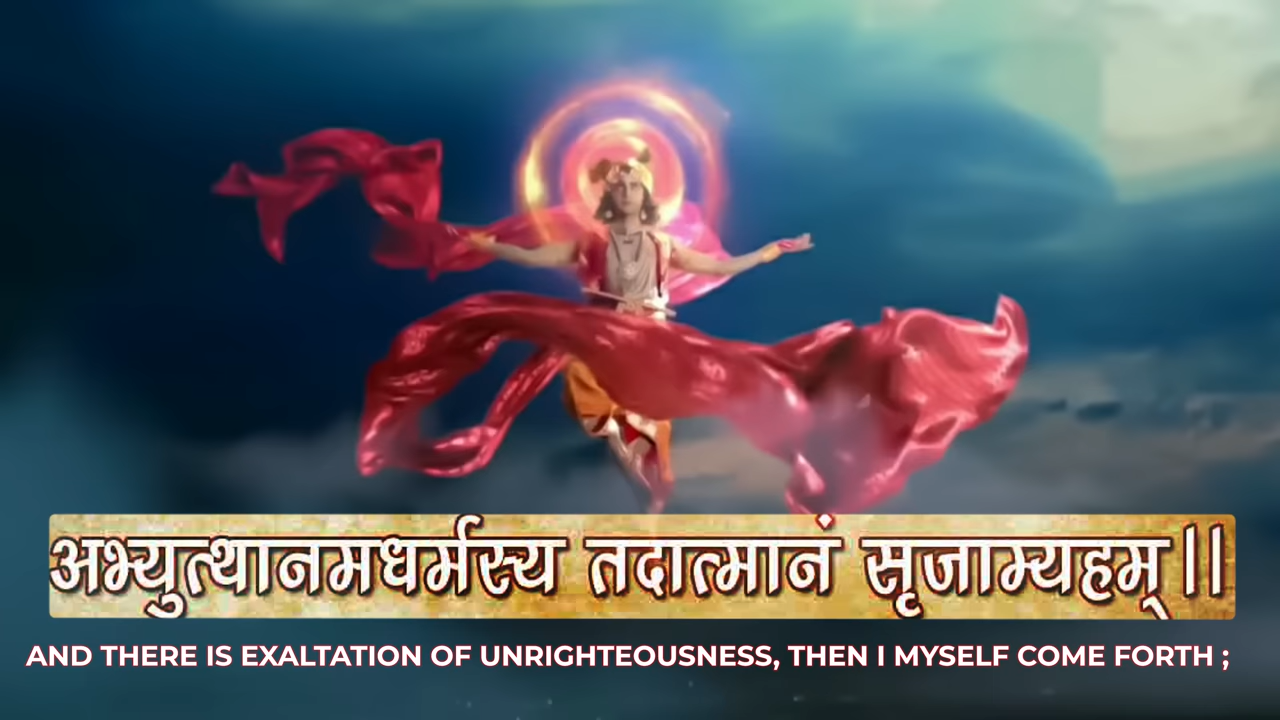 अभ्युत्थानमधर्मस्य तदात्मानं सृजाम्यहम् ||
AND THERE IS EXALTATION OF UNRIGHTEOUSNESS, THEN I MYSELF COME FORTH ;